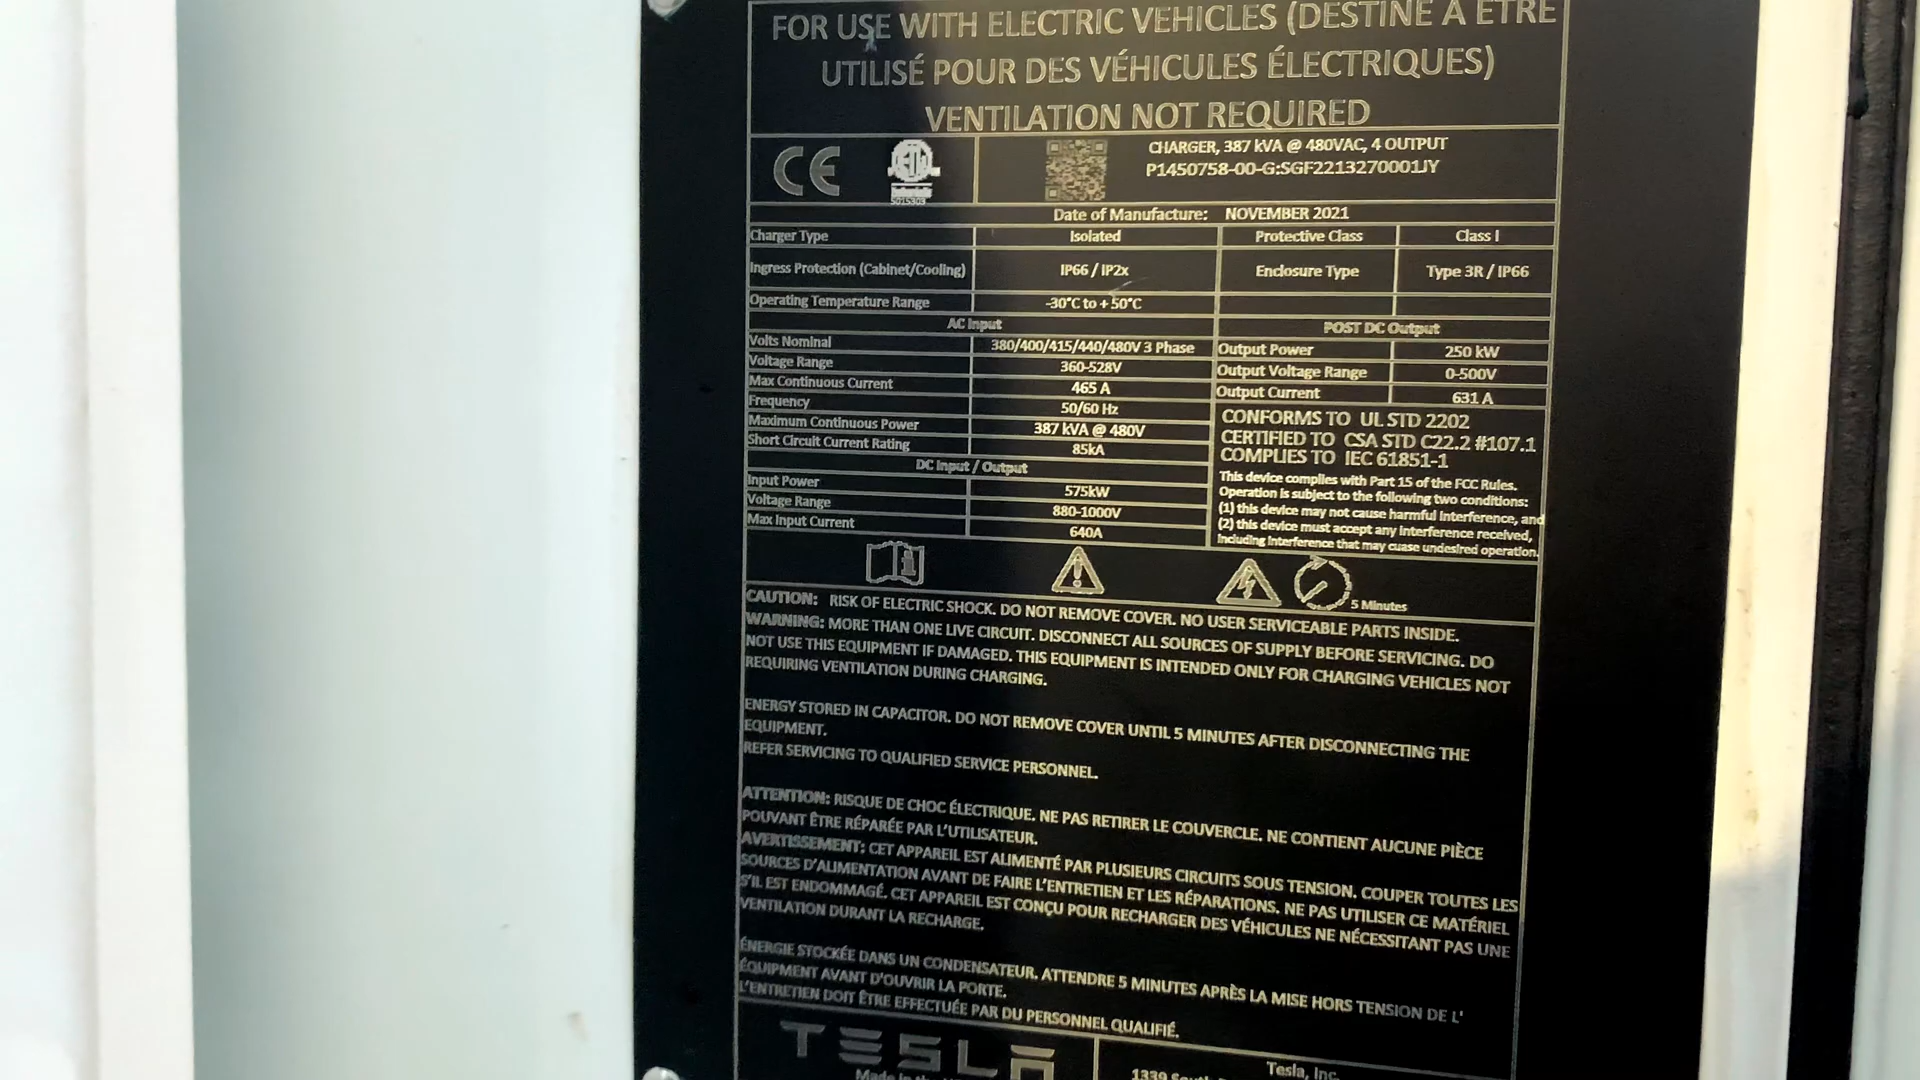 FOR USE WITH ELECTRIC VEHICLES (DESTINÉ À ÊTRE
UTILISÉ POUR DES VÉHICULES ÉLECTRIQUES)
VENTILATION NOT REQUIRED
CE
CHARGER, 387 kVA @ 480VAC, 4 OUTPUT
P1450758-00-G:SGF2213270001JY
5015303
Date of Manufacture: NOVEMBER 2021
Charger Type Isolated Protective Class Class I
Ingress Protection (Cabinet/Cooling) IP66 / IP2x Enclosure Type Type 3R / IP66
Operating Temperature Range -30°C to + 50°C
AC Input
Volts Nominal 380/400/415/440/480V 3 Phase
Voltage Range 360-528V
Max Continuous Current 465 A
Frequency 50/60 Hz
Maximum Continuous Power 387 kVA @ 480V
Short Circuit Current Rating 85kA
DC Input / Output
Input Power 575kW
Voltage Range 880-1000V
Max Input Current 640A
POST DC Output
Output Power 250 kW
Output Voltage Range 0-500V
Output Current 631 A
CONFORMS TO UL STD 2202
CERTIFIED TO CSA STD C22.2 #107.1
COMPLIES TO IEC 61851-1
This device complies with Part 15 of the FCC Rules.
Operation is subject to the following two conditions:
(1) this device may not cause harmful interference, and
(2) this device must accept any interference received,
including interference that may cuase undesired operation.
5 Minutes
CAUTION: RISK OF ELECTRIC SHOCK. DO NOT REMOVE COVER. NO USER SERVICEABLE PARTS INSIDE.
WARNING: MORE THAN ONE LIVE CIRCUIT. DISCONNECT ALL SOURCES OF SUPPLY BEFORE SERVICING. DO
NOT USE THIS EQUIPMENT IF DAMAGED. THIS EQUIPMENT IS INTENDED ONLY FOR CHARGING VEHICLES NOT
REQUIRING VENTILATION DURING CHARGING.
ENERGY STORED IN CAPACITOR. DO NOT REMOVE COVER UNTIL 5 MINUTES AFTER DISCONNECTING THE
EQUIPMENT.
REFER SERVICING TO QUALIFIED SERVICE PERSONNEL.
ATTENTION: RISQUE DE CHOC ÉLECTRIQUE. NE PAS RETIRER LE COUVERCLE. NE CONTIENT AUCUNE PIÈCE
POUVANT ÊTRE RÉPARÉE PAR L'UTILISATEUR.
AVERTISSEMENT: CET APPAREIL EST ALIMENTÉ PAR PLUSIEURS CIRCUITS SOUS TENSION. COUPER TOUTES LES
SOURCES D'ALIMENTATION AVANT DE FAIRE L'ENTRETIEN ET LES RÉPARATIONS. NE PAS UTILISER CE MATÉRIEL
S'IL EST ENDOMMAGÉ. CET APPAREIL EST CONÇU POUR RECHARGER DES VÉHICULES NE NÉCESSITANT PAS UNE
VENTILATION DURANT LA RECHARGE.
ÉNERGIE STOCKÉE DANS UN CONDENSATEUR. ATTENDRE 5 MINUTES APRÈS LA MISE HORS TENSION DE L'
ÉQUIPMENT AVANT D'OUVRIR LA PORTE.
L'ENTRETIEN DOIT ÊTRE EFFECTUÉE PAR DU PERSONNEL QUALIFIÉ.
TESLA
Made in the
Tesla, Inc.
1339 South